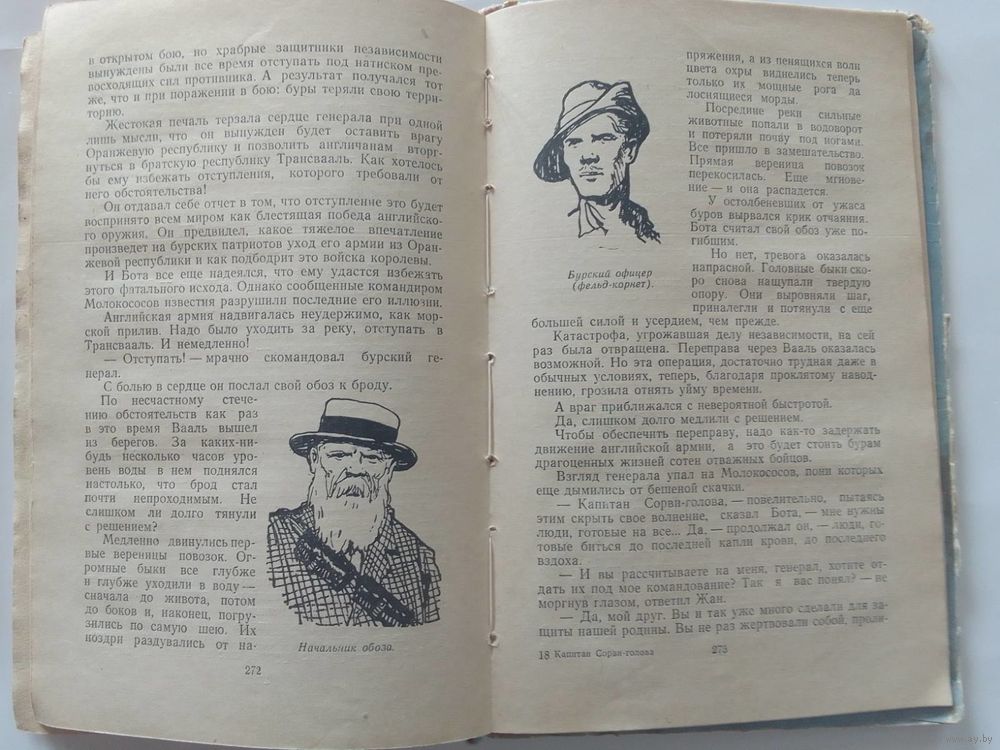 в открытом бою, но храбрые защитники независимости
вынуждены были все время отступать под натиском пре-
восходящих сил противника. А результат получался тот
же, что и при поражении в бою: буры теряли свою терри-
торию.
Жестокая печаль терзала сердце генерала при одной
лишь мысли, что он вынужден будет оставить врагу
Оранжевую республику и позволить англичанам вторг-
нуться в братскую республику Трансвааль. Как хотелось
бы ему избежать отступления, которого требовали от
него обстоятельства!
Он отдавал себе отчет в том, что отступление это будет
воспринято всем миром как блестящая победа английско-
го оружия. Он предвидел, какое тяжелое впечатление
произведет на бурских патриотов уход его армии из Оран-
жевой республики и как подбодрит это войска королевы.
И Бота все еще надеялся, что ему удастся избежать
этого фатального исхода. Однако сообщенные командиром
Молокососов известия разрушили последние его иллюзии.
Английская армия надвигалась неудержимо, как мор-
ской прилив. Надо было уходить за реку, отступать в
Трансвааль. И немедленно!
— Отступать! — мрачно скомандовал бурский ге-
нерал.
С болью в сердце он послал свой обоз к броду.
По несчастному стече-
нию обстоятельств как раз
в это время Вааль вышел
из берегов. За каких-ни-
будь несколько часов уро-
вень воды в нем поднялся
настолько, что брод стал
почти непроходимым. Не
слишком ли долго тянули
с решением?
Медленно двинулись пер-
вые вереницы повозок. Ог-
ромные быки все глубже
и глубже уходили в воду —
сначала до живота, потом
до боков и, наконец, погру-
зились по самую шею. Их
ноздри раздувались от на-
Начальник обоза.
272
пряжения, а из пенящихся волн
цвета охры виднелись теперь
только их мощные рога да
лоснящиеся морды.
Посредине реки сильные
животные попали в водоворот
и потеряли почву под ногами.
Все пришло в замешательство.
Прямая вереница повозок
перекосилась. Еще мгнове-
ние — и она распадется.
У остолбеневших от ужаса
буров вырвался крик отчаяния.
Бота считал свой обоз уже по-
гибшим.
Но нет, тревога оказалась
напрасной. Головные быки ско-
ро снова нащупали твердую
опору. Они выровняли шаг,
приналегли и потянули с еще
Бурский офицер
(фельд-корнет).
большей силой и усердием, чем прежде.
Катастрофа, угрожавшая делу независимости, на сей
раз была отвращена. Переправа через Вааль оказалась
возможной. Но эта операция, достаточно трудная даже в
обычных условиях, теперь, благодаря проклятому навод-
нению, грозила отнять уйму времени.
А враг приближался с невероятной быстротой.
Да, слишком долго медлили с решением.
Чтобы обеспечить переправу, надо как-то задержать
движение английской армии, а это будет стоить бурам
драгоценных жизней сотен отважных бойцов.
Взгляд генерала упал на Молокососов, пони которых
еще дымились от бешеной скачки.
— Капитан Сорви-голова, — повелительно, пытаясь
этим скрыть свое волнение, сказал Бота, — мне нужны
люди, готовые на все... Да, — продолжал он, — люди, го-
товые биться до последней капли крови, до последнего
вздоха.
— И вы рассчитываете на меня, генерал, хотите от-
дать их под мое командование? Так я вас понял? — не
моргнув глазом, ответил Жан.
— Да, мой друг. Вы и так уже много сделали для за-
щиты нашей родины. Вы не раз жертвовали собой, проли-
18 Капитан Сорви-голова
273
www.ay.by